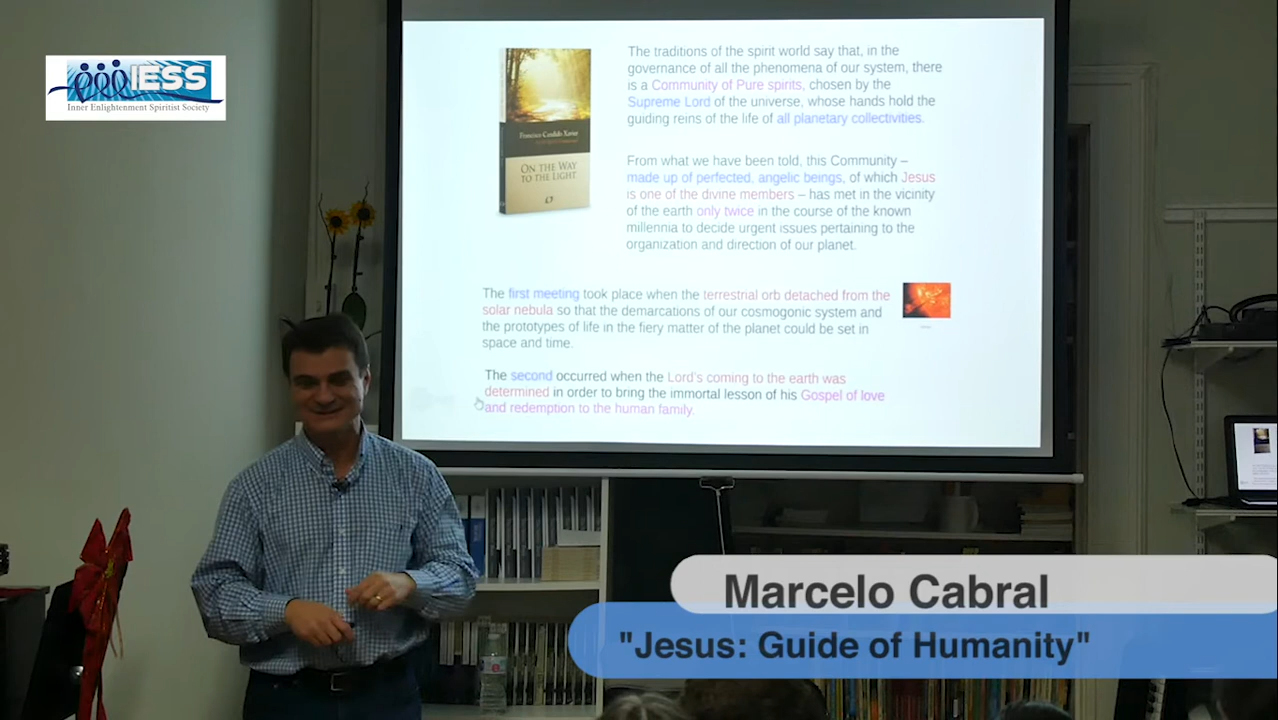 IESS
Inner Enlightenment Spiritist Society
The traditions of the spirit world say that, in the
governance of all the phenomena of our system, there
is a Community of Pure spirits, chosen by the
Supreme Lord of the universe, whose hands hold the
guiding reins of the life of all planetary collectivities.
Francisco Candido Xavier
ON THE WAY
TO THE LIGHT
From what we have been told, this Community –
made up of perfected, angelic beings, of which Jesus
is one of the divine members – has met in the vicinity
of the earth only twice in the course of the known
millennia to decide urgent issues pertaining to the
organization and direction of our planet.
The first meeting took place when the terrestrial orb detached from the
solar nebula so that the demarcations of our cosmogonic system and
the prototypes of life in the fiery matter of the planet could be set in
space and time.
The second occurred when the Lord's coming to the earth was
determined in order to bring the immortal lesson of his Gospel of love
and redemption to the human family.
Marcelo Cabral
"Jesus: Guide of Humanity"